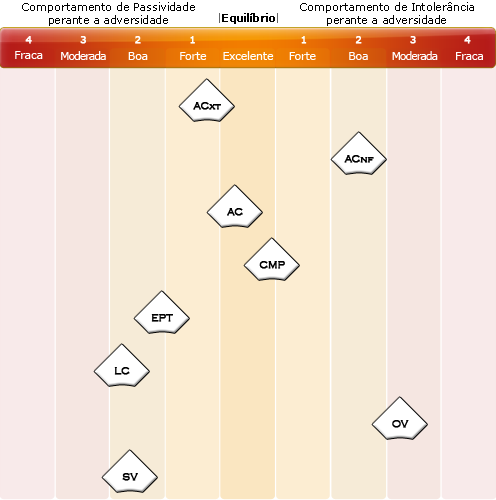 Comportamento de Passividade
perante a adversidade
|Equilíbrio|
Comportamento de Intolerância
perante a adversidade
4 3 2 1 1 2 3 4
Fraca Moderada Boa Forte Excelente Forte Boa Moderada Fraca
ACXT
ACNF
AC
CMP
EPT
LC
OV
SV